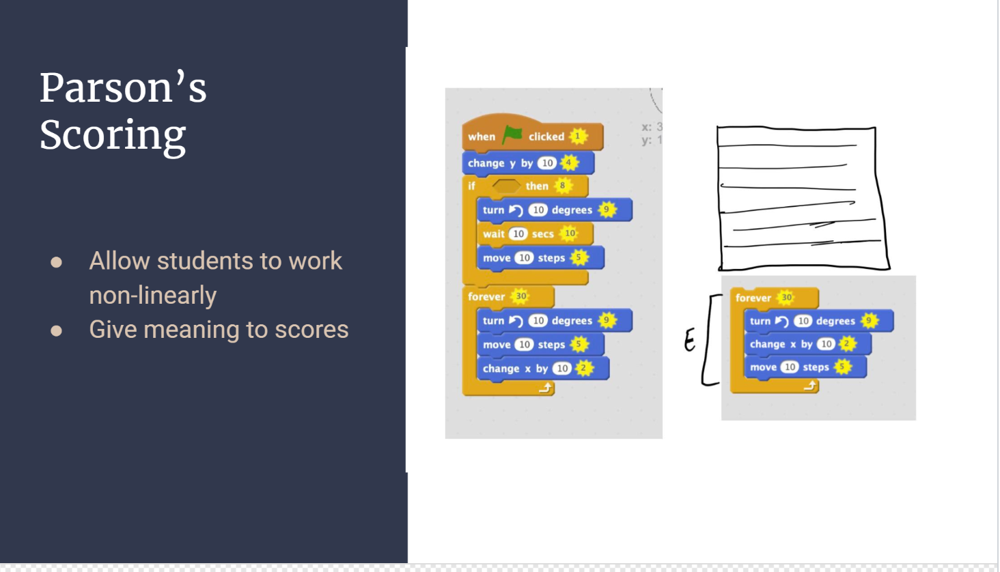 Parson's
Scoring
● Allow students to work
non-linearly
● Give meaning to scores
when clicked 1
change y by 10 4
if then 8
turn 10 degrees 9
wait 10 secs 10
move 10 steps 5
forever 30
turn 10 degrees 9
move 10 steps 5
change x by 10 2
x: 3
y: 1
E
forever 30
turn 10 degrees 9
change x by 10 2
move 10 steps 5